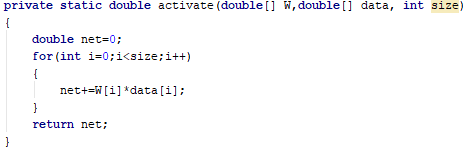 private static double activate(double[] W,double[] data, int size)
{
double net=0;
for(int i=0;i<size;i++)
{
net+=W[i]*data[i];
}
return net;
}